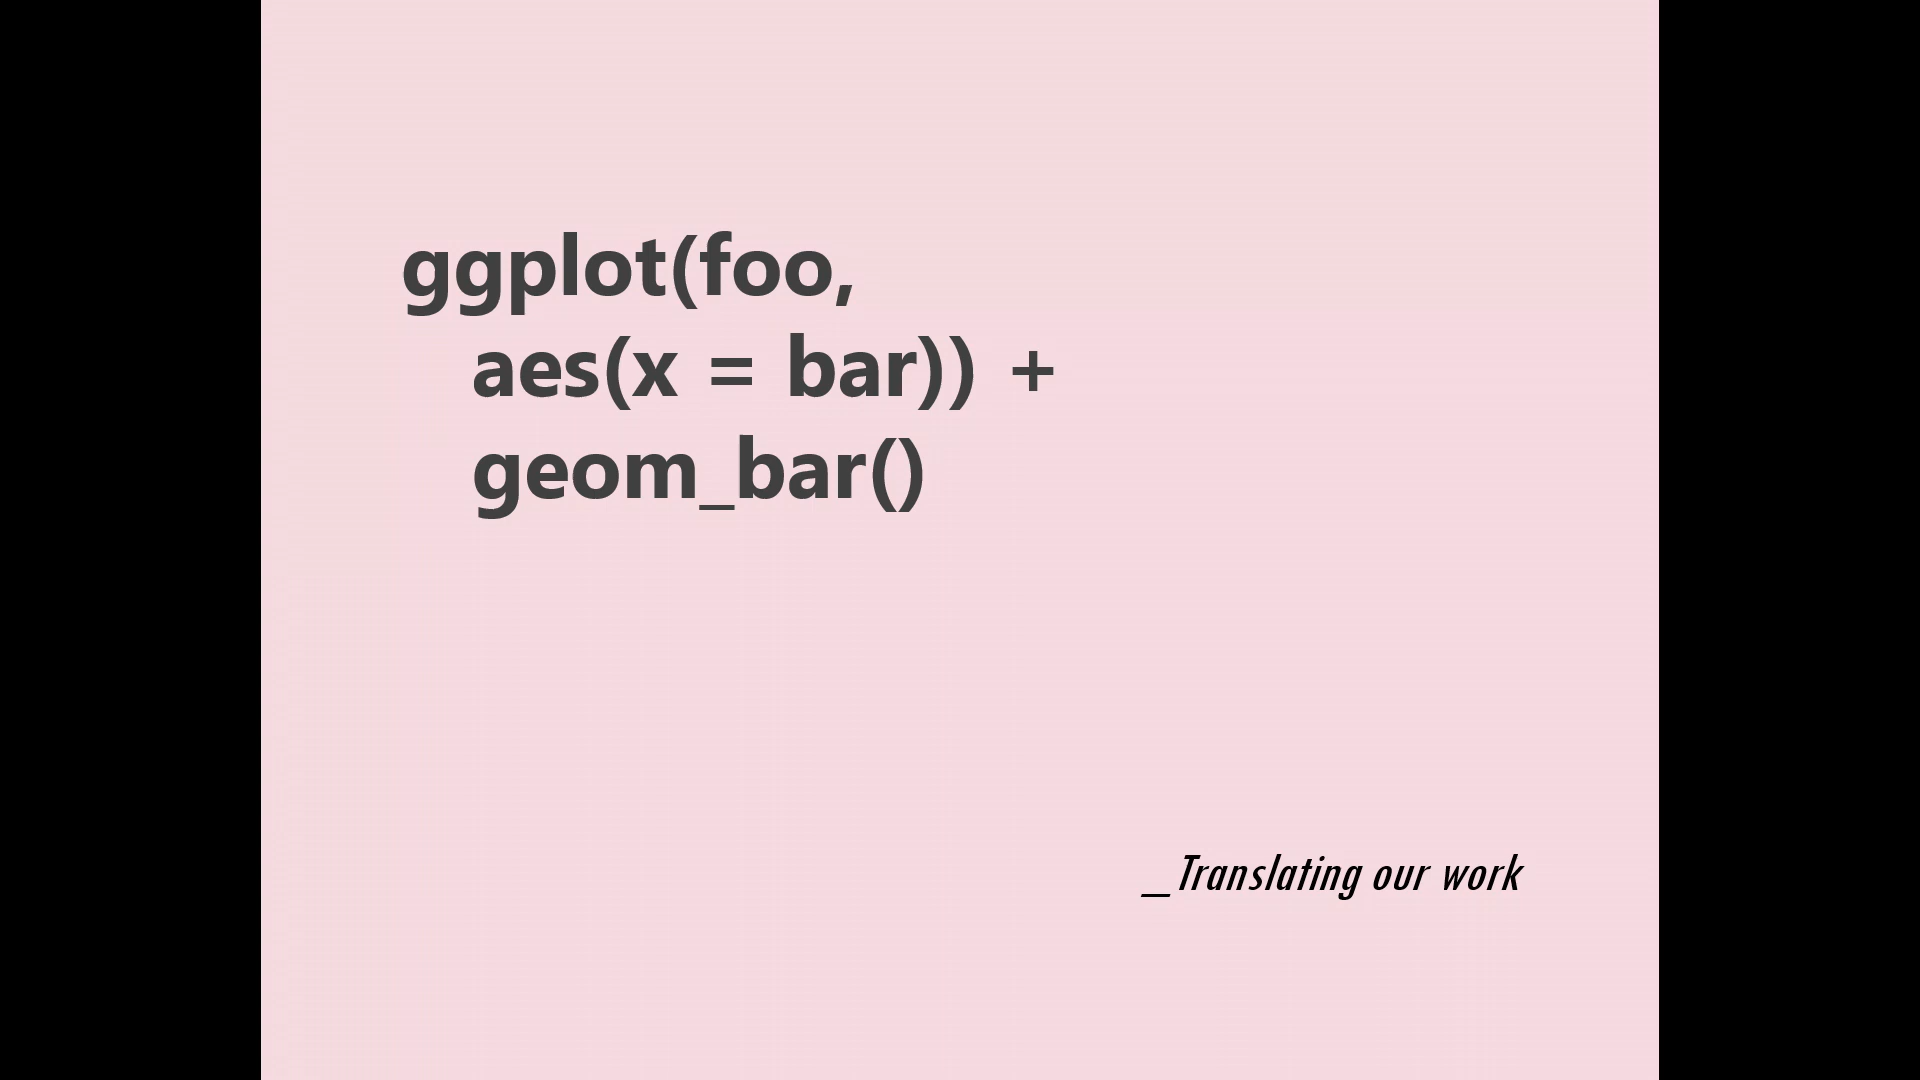 ggplot(foo,
aes(x = bar)) +
geom_bar()
_Translating our work